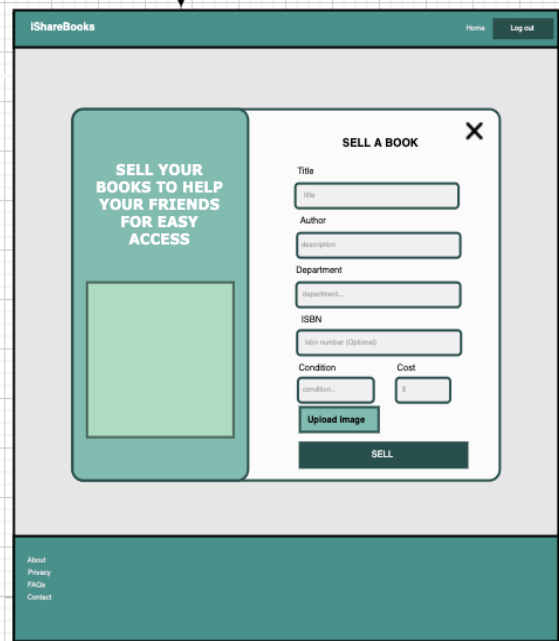 iShareBooks
Home
Log out
SELL YOUR
BOOKS TO HELP
YOUR FRIENDS
FOR EASY
ACCESS
SELL A BOOK
Title
title
Author
description
Department
department...
ISBN
isbn number (Optional)
Condition Cost
condition... $
Upload Image
SELL
About
Privacy
FAQs
Contact